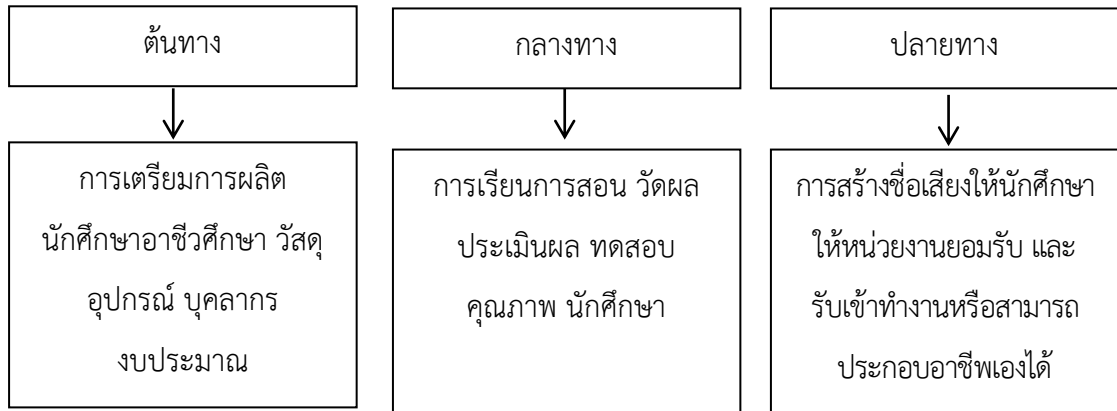 ต้นทาง
การเตรียมการผลิต
นักศึกษาอาชีวศึกษา วัสดุ
อุปกรณ์ บุคลากร
งบประมาณ
กลางทาง
การเรียนการสอน วัดผล
ประเมินผล ทดสอบ
คุณภาพ นักศึกษา
ปลายทาง
การสร้างชื่อเสียงให้นักศึกษา
ให้หน่วยงานยอมรับ และ
รับเข้าทำงานหรือสามารถ
ประกอบอาชีพเองได้